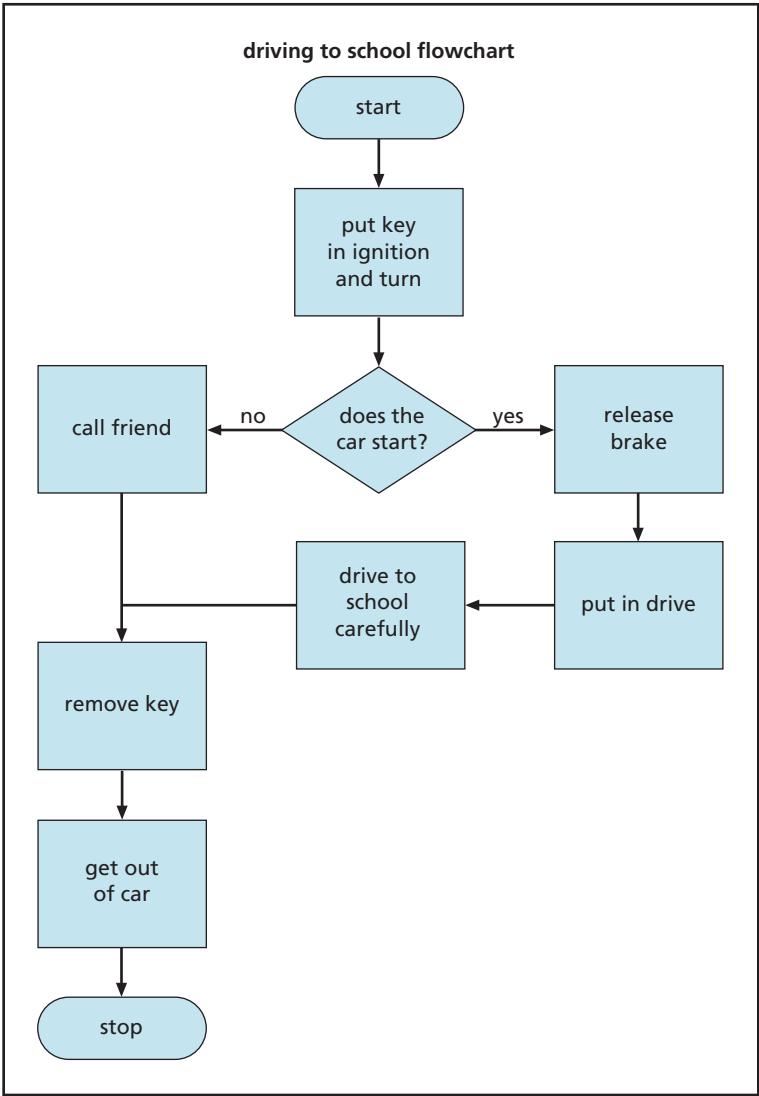 driving to school flowchart
start
put key
in ignition
and turn
does the
car start?
no
yes
call friend
release
brake
put in drive
drive to
school
carefully
remove key
get out
of car
stop